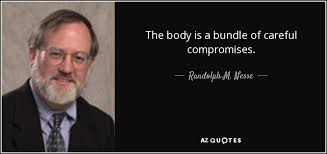 The body is a bundle of careful
compromises.
Randolph M. Nesse
AZ QUOTES